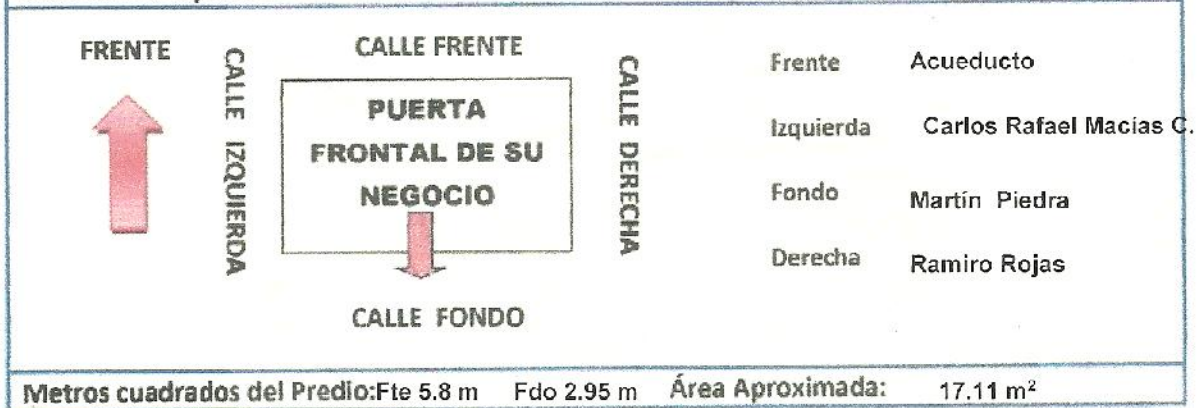 FRENTE
CALLE IZQUIERDA
CALLE FRENTE
PUERTA
FRONTAL DE SU
NEGOCIO
CALLE DERECHA
CALLE FONDO
Frente Acueducto
Izquierda Carlos Rafael Macías C.
Fondo Martín Piedra
Derecha Ramiro Rojas
Metros cuadrados del Predio:Fte 5.8 m Fdo 2.95 m Área Aproximada: 17.11 m²